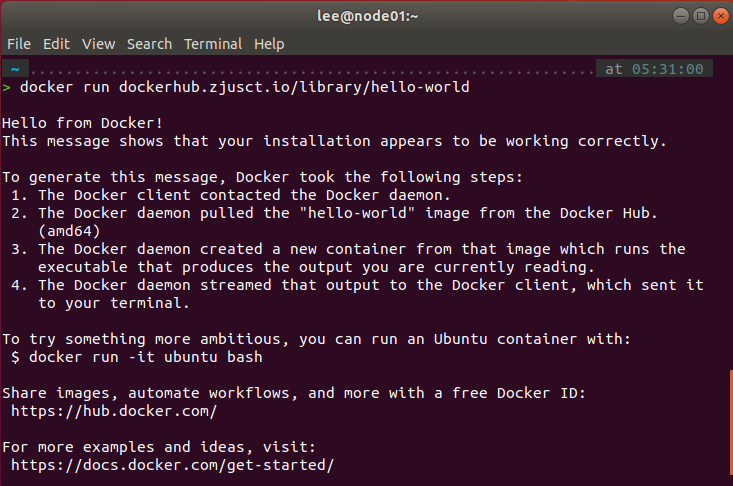 lee@node01:~
File Edit View Search Terminal Help
~ at 05:31:00
> docker run dockerhub.zjusct.io/library/hello-world
Hello from Docker!
This message shows that your installation appears to be working correctly.
To generate this message, Docker took the following steps:
1. The Docker client contacted the Docker daemon.
2. The Docker daemon pulled the "hello-world" image from the Docker Hub.
(amd64)
3. The Docker daemon created a new container from that image which runs the
executable that produces the output you are currently reading.
4. The Docker daemon streamed that output to the Docker client, which sent it
to your terminal.
To try something more ambitious, you can run an Ubuntu container with:
$ docker run -it ubuntu bash
Share images, automate workflows, and more with a free Docker ID:
https://hub.docker.com/
For more examples and ideas, visit:
https://docs.docker.com/get-started/